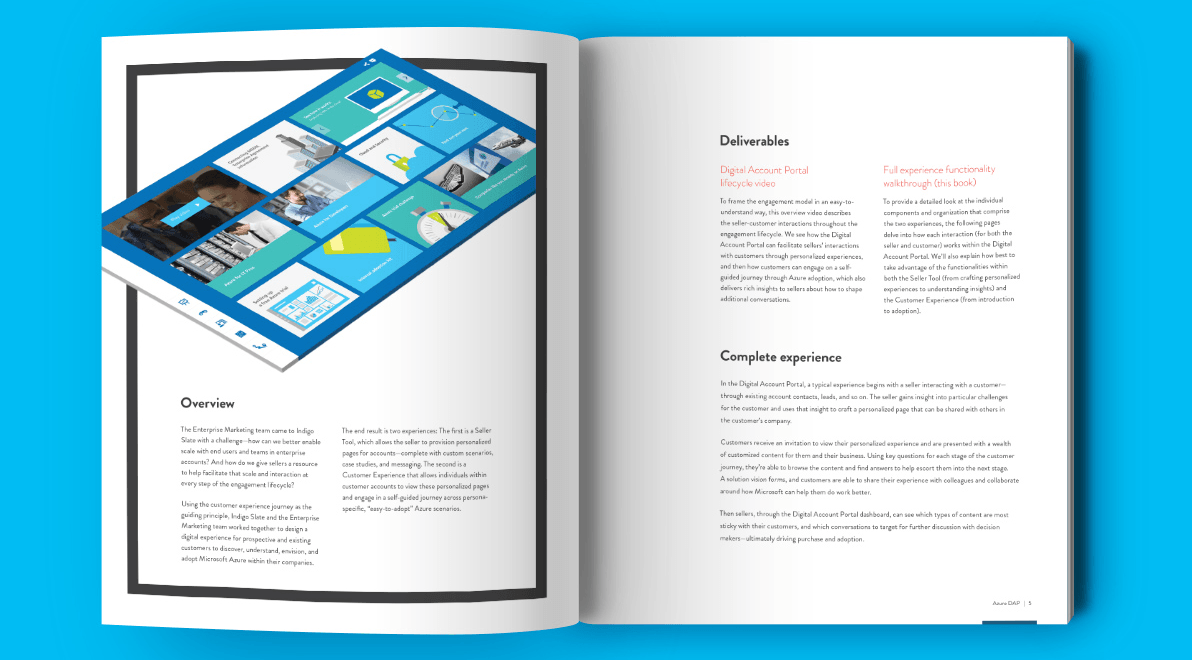 Connecting WiGig
Enterprise Agreement
Information
Cloud and security
Azure for Developers
Azure for IT Pros
Setting up
a free Azure trial
Overview
The Enterprise Marketing team came to Indigo
Slate with a challenge—how can we better enable
scale with end users and teams in enterprise
accounts? And how do we give sellers a resource
to help facilitate that scale and interaction at
every step of the engagement lifecycle?
Using the customer experience journey as the
guiding principle, Indigo Slate and the Enterprise
Marketing team worked together to design a
digital experience for prospective and existing
customers to discover, understand, envision, and
adopt Microsoft Azure within their companies.
The end result is two experiences: The first is a Seller
Tool, which allows the seller to provision personalized
pages for accounts—complete with custom scenarios,
case studies, and messaging. The second is a
Customer Experience that allows individuals within
customer accounts to view these personalized pages
and engage in a self-guided journey across persona-
specific, “easy-to-adopt” Azure scenarios.
Deliverables
Digital Account Portal
lifecycle video
To frame the engagement model in an easy-to-
understand way, this overview video describes
the seller-customer interactions throughout the
engagement lifecycle. We see how the Digital
Account Portal can facilitate sellers’ interactions
with customers through personalized experiences,
and then how customers can engage on a self-
guided journey through Azure adoption, which also
delivers rich insights to sellers about how to shape
additional conversations.
Full experience functionality
walkthrough (this book)
To provide a detailed look at the individual
components and organization that comprise
the two experiences, the following pages
delve into how each interaction (for both the
seller and customer) works within the Digital
Account Portal. We’ll also explain how best to
take advantage of the functionalities within
both the Seller Tool (from crafting personalized
experiences to understanding insights) and
the Customer Experience (from introduction
to adoption).
Complete experience
In the Digital Account Portal, a typical experience begins with a seller interacting with a customer—
through existing account contacts, leads, and so on. The seller gains insight into particular challenges
for the customer and uses that insight to craft a personalized page that can be shared with others in
the customer’s company.
Customers receive an invitation to view their personalized experience and are presented with a wealth
of customized content for them and their business. Using key questions for each stage of the customer
journey, they’re able to browse the content and find answers to help escort them into the next stage.
A solution vision forms, and customers are able to share their experience with colleagues and collaborate
around how Microsoft can help them do work better.
Then sellers, through the Digital Account Portal dashboard, can see which types of content are most
sticky with their customers, and which conversations to target for further discussion with decision
makers—ultimately driving purchase and adoption.
Azure DAP | 5